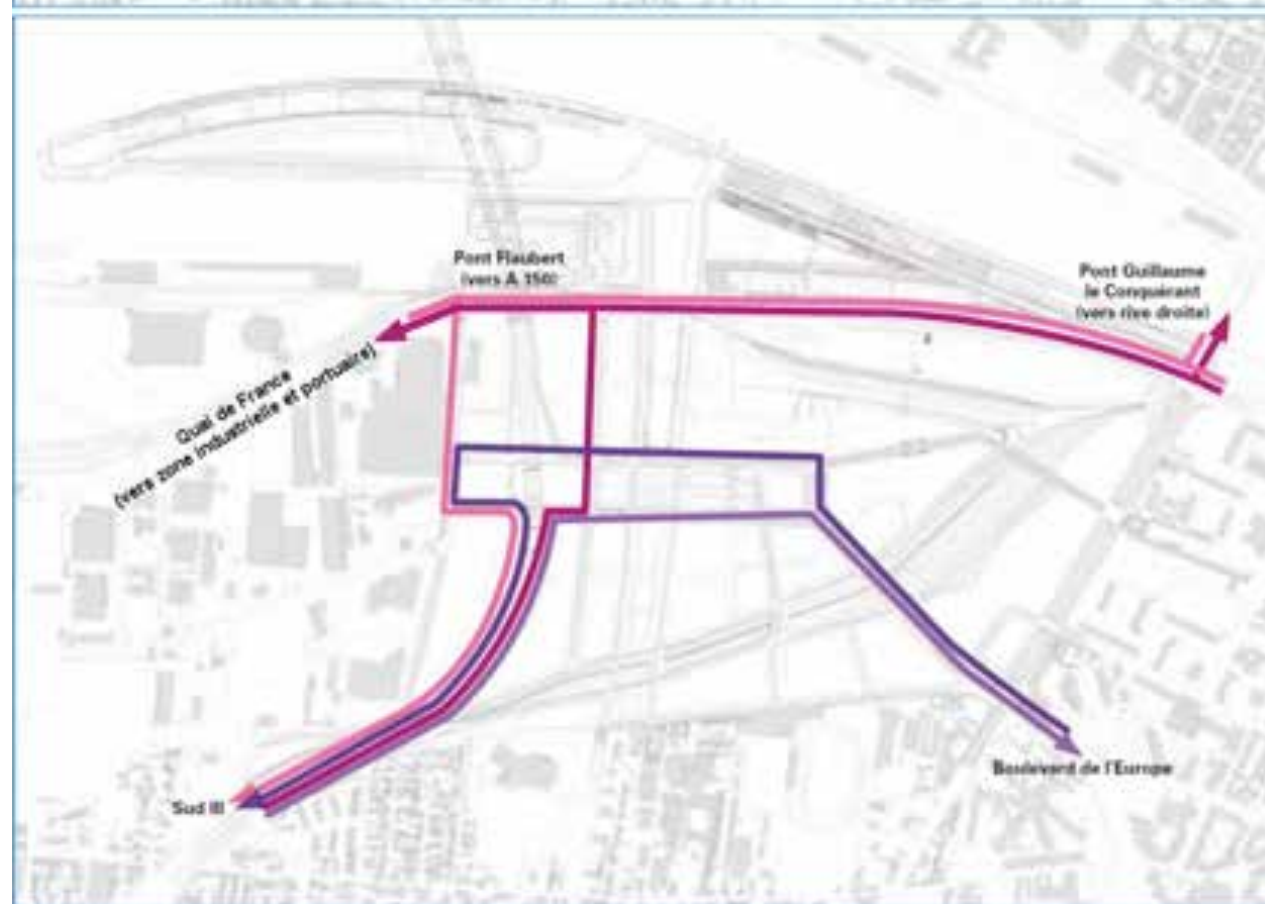 Pont Flaubert
(vers A 150)
Pont Guillaume
le Conquérant
(vers rive droite)
Quai de France
(vers zone industrielle et portuaire)
Sud III
Boulevard de l'Europe